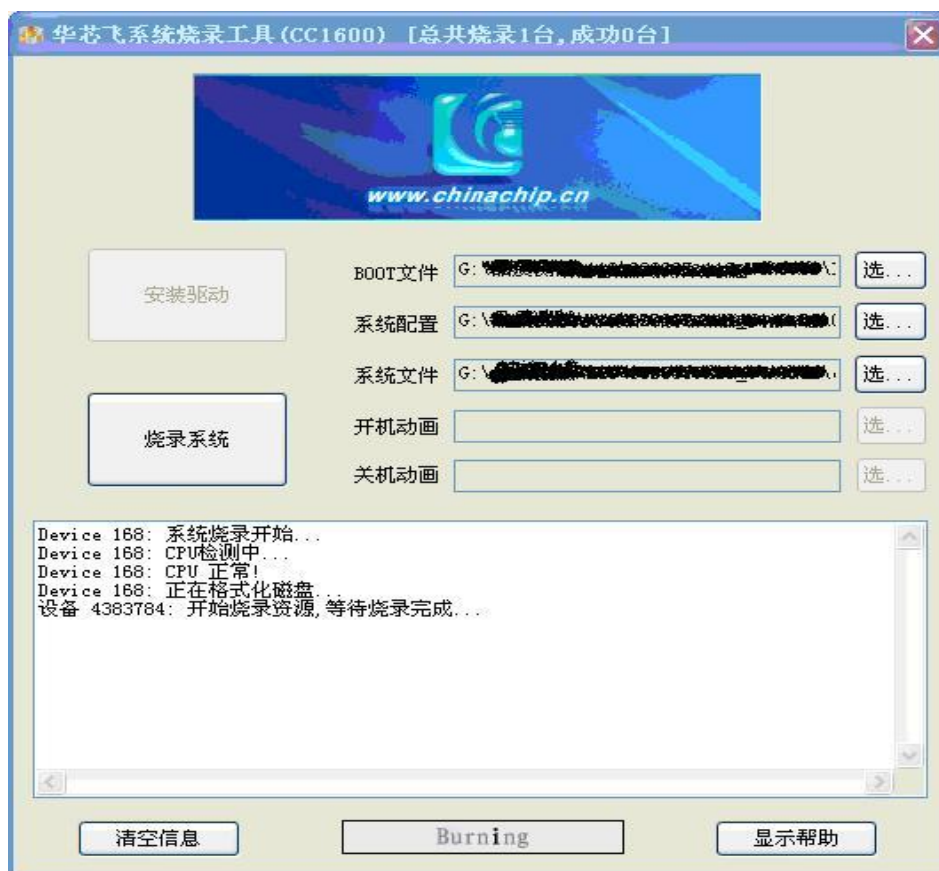 华芯飞系统烧录工具(CC1600) [总共烧录1台,成功0台]
www.chinachip.cn
安装驱动
BOOT文件 G: 选...
系统配置 G:\ 选...
烧录系统
系统文件 G:\ 选...
开机动画 选...
关机动画 选...
Device 168: 系统烧录开始...
Device 168: CPU检测中...
Device 168: CPU 正常!
Device 168: 正在格式化磁盘...
设备 4383784: 开始烧录资源,等待烧录完成...
清空信息 Burning 显示帮助